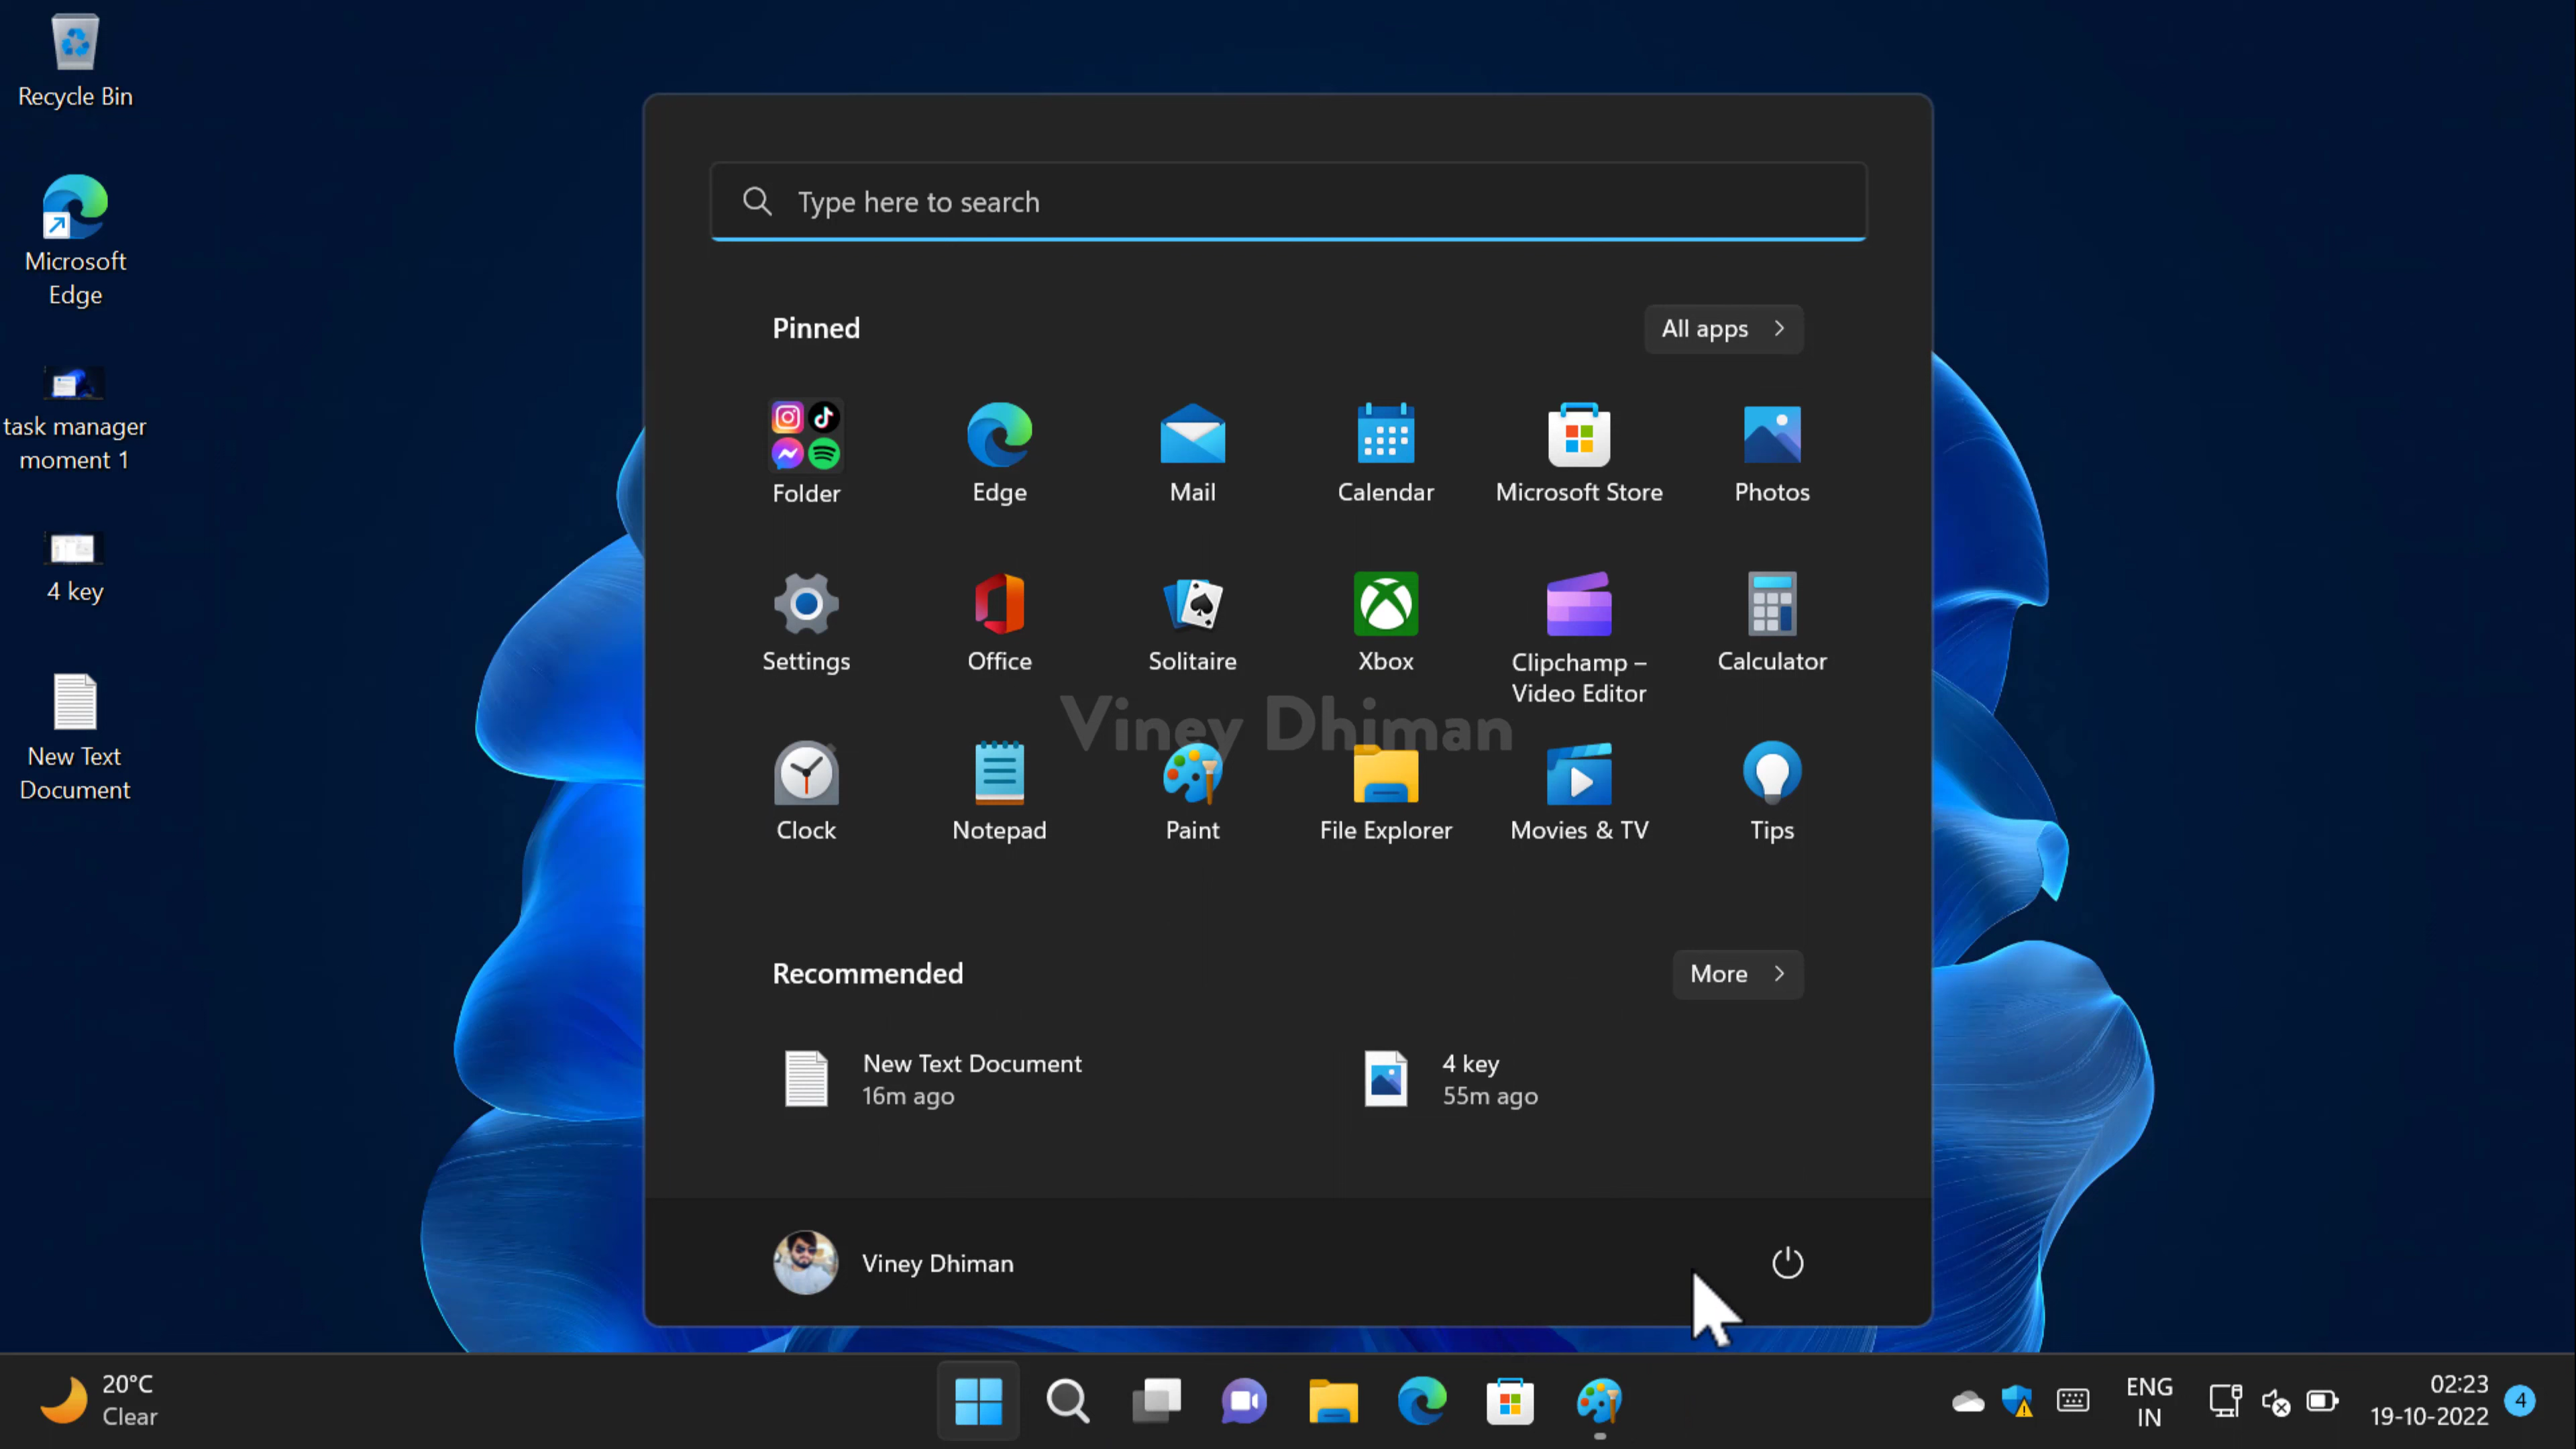 Recycle Bin
Microsoft
Edge
task manager
moment 1
4 key
New Text
Document
Type here to search
Pinned
All apps
Folder
Edge
Mail
Calendar
Microsoft Store
Photos
Settings
Office
Solitaire
Xbox
Clipchamp –
Video Editor
Calculator
Viney Dhiman
Clock
Notepad
Paint
File Explorer
Movies & TV
Tips
Recommended
More
New Text Document
16m ago
4 key
55m ago
Viney Dhiman
20°C
Clear
ENG
IN
02:23
19-10-2022
4